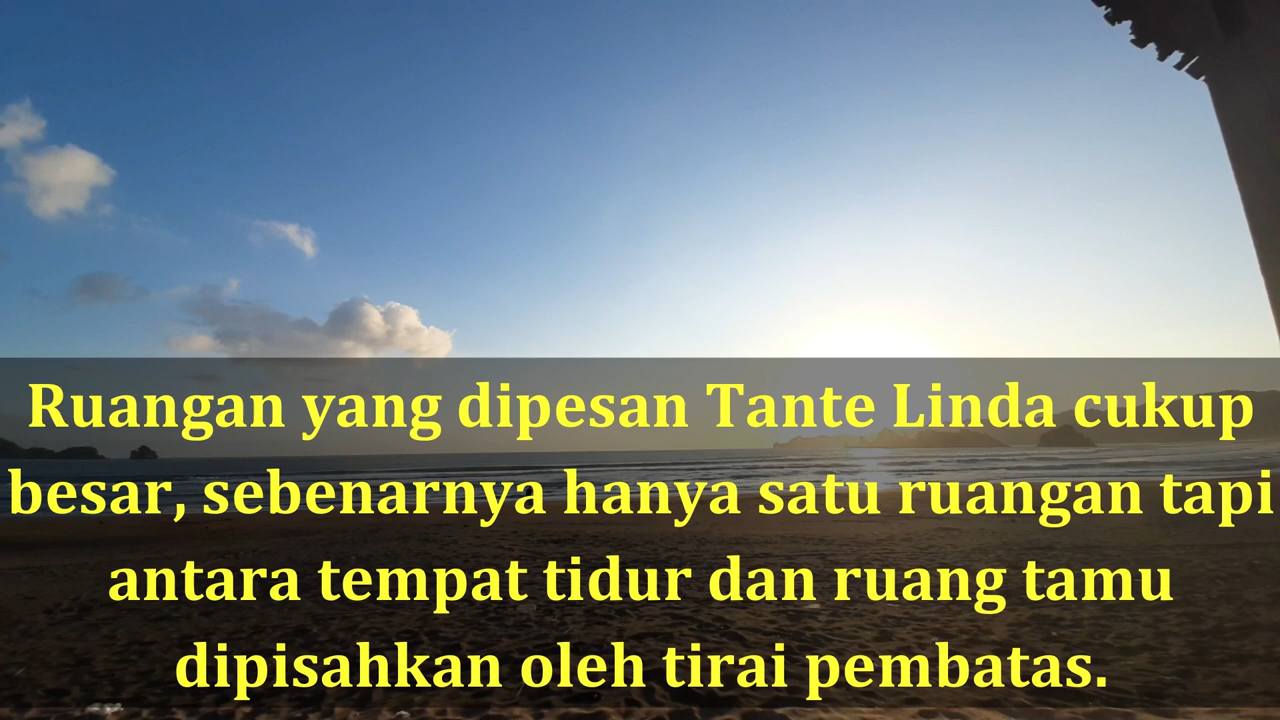 Ruangan yang dipesan Tante Linda cukup
besar, sebenarnya hanya satu ruangan tapi
antara tempat tidur dan ruang tamu
dipisahkan oleh tirai pembatas.